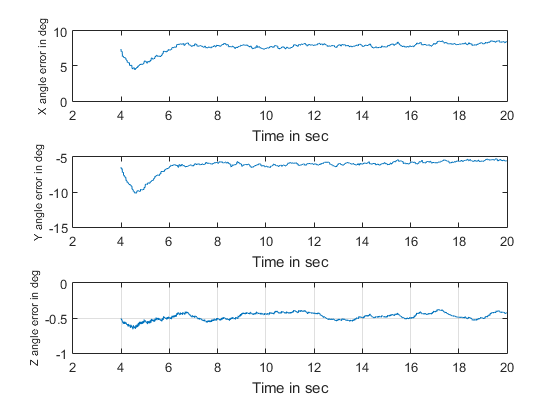 X angle error in deg
10
5
0
2 4 6 8 10 12 14 16 18 20
Time in sec
Y angle error in deg
-5
-10
-15
2 4 6 8 10 12 14 16 18 20
Time in sec
Z angle error in deg
0
-0.5
-1
2 4 6 8 10 12 14 16 18 20
Time in sec